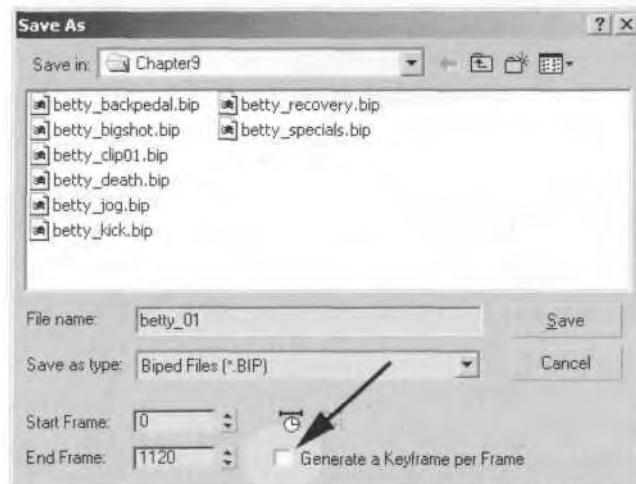 Save As
Save in: Chapter9
betty_backpedal.bip betty_recovery.bip
betty_bigshot.bip betty_specials.bip
betty_clip01.bip
betty_death.bip
betty_jog.bip
betty_kick.bip
File name: betty_01 Save
Save as type: Biped Files (*.BIP) Cancel
Start Frame: 0
End Frame: 1120 Generate a Keyframe per Frame